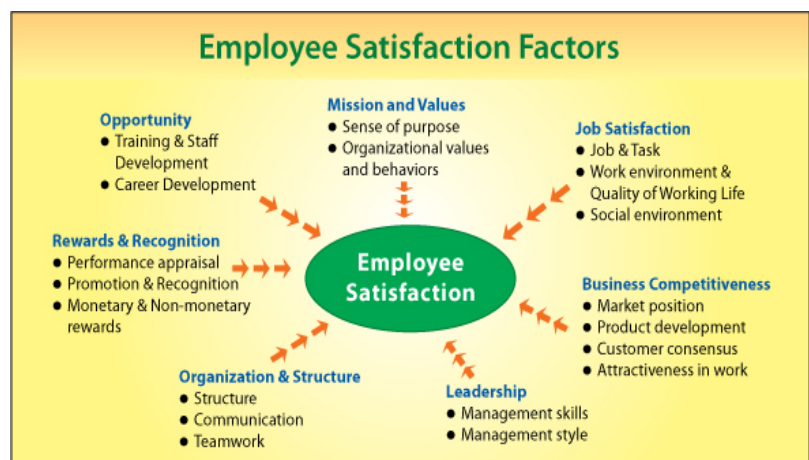 Employee Satisfaction Factors
Mission and Values
● Sense of purpose
● Organizational values
and behaviors
Opportunity
● Training & Staff
Development
● Career Development
Job Satisfaction
● Job & Task
● Work environment &
Quality of Working Life
● Social environment
Rewards & Recognition
● Performance appraisal
● Promotion & Recognition
● Monetary & Non-monetary
rewards
Employee
Satisfaction
Business Competitiveness
● Market position
● Product development
● Customer consensus
● Attractiveness in work
Organization & Structure
● Structure
● Communication
● Teamwork
Leadership
● Management skills
● Management style